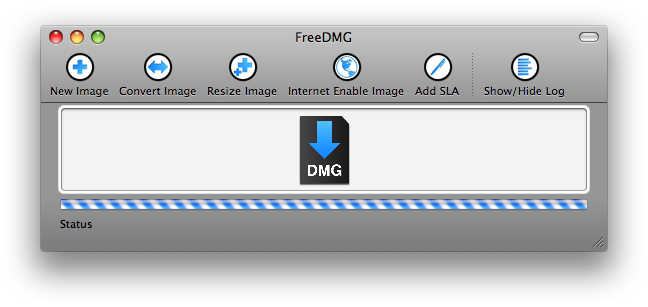 FreeDMG
New Image Convert Image Resize Image Internet Enable Image Add SLA Show/Hide Log
DMG
Status